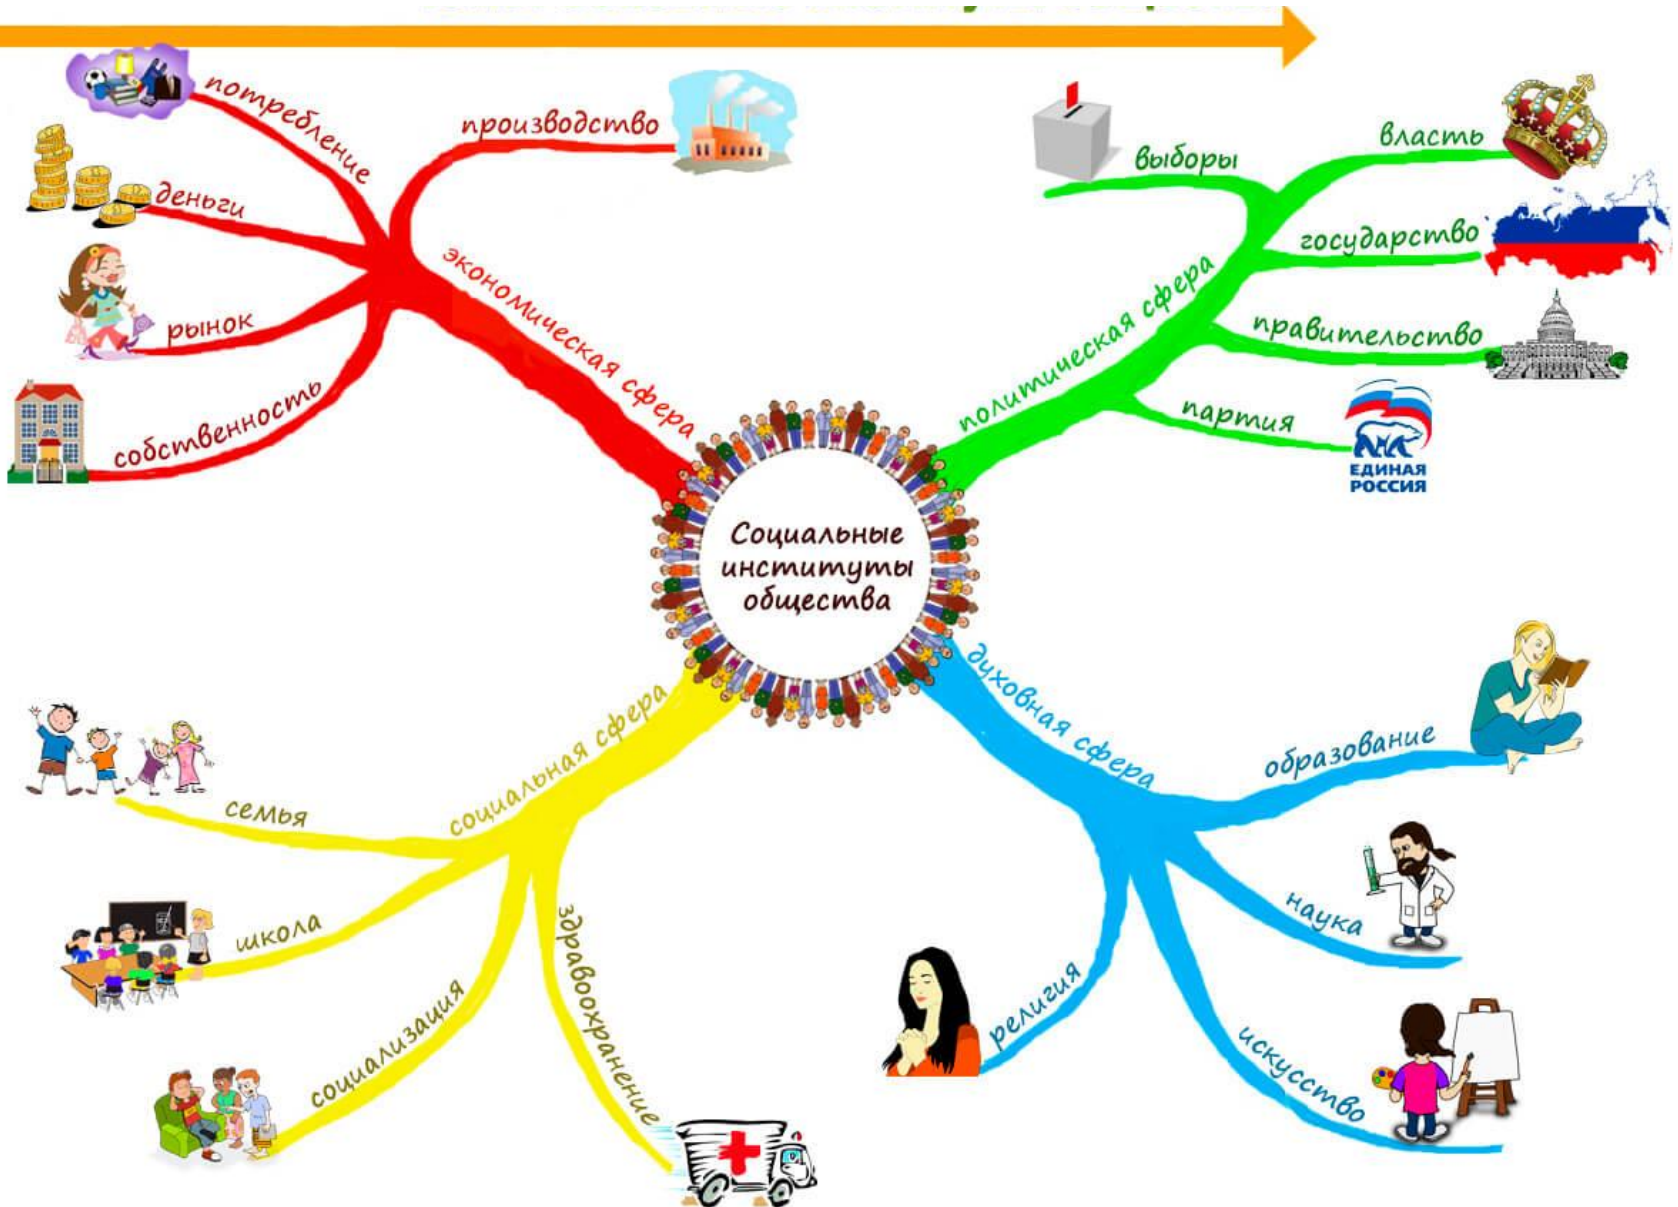 потребление
производство
деньги
рынок
собственность
экономическая сфера
выборы
власть
государство
правительство
партия
ЕДИНАЯ
РОССИЯ
политическая сфера
Социальные
институты
общества
социальная сфера
семья
школа
социализация
здравоохранение
духовная сфера
образование
наука
искусство
религия